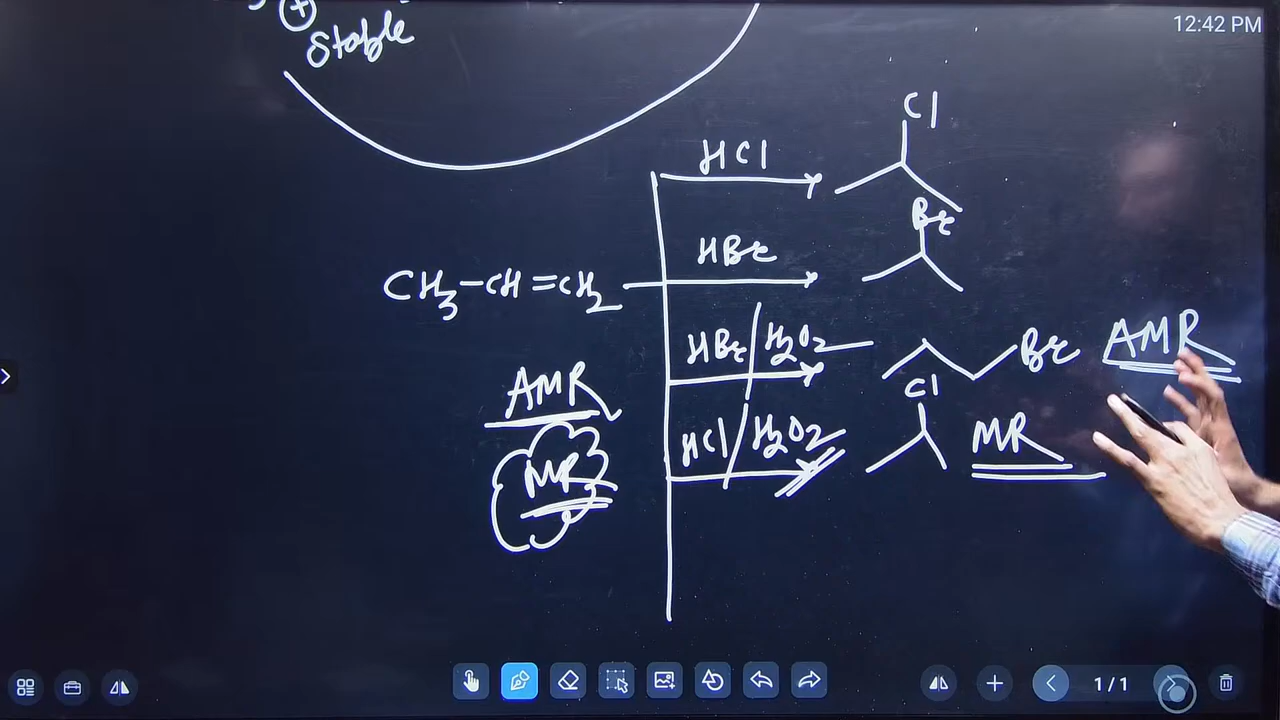 12:42 PM
⊕
Stable
Cl
HCl
Br
HBr
CH3-CH=CH2
HBr/H2O2
Br AMR
AMR
Cl
HCl/H2O2
MR
MR
1/1